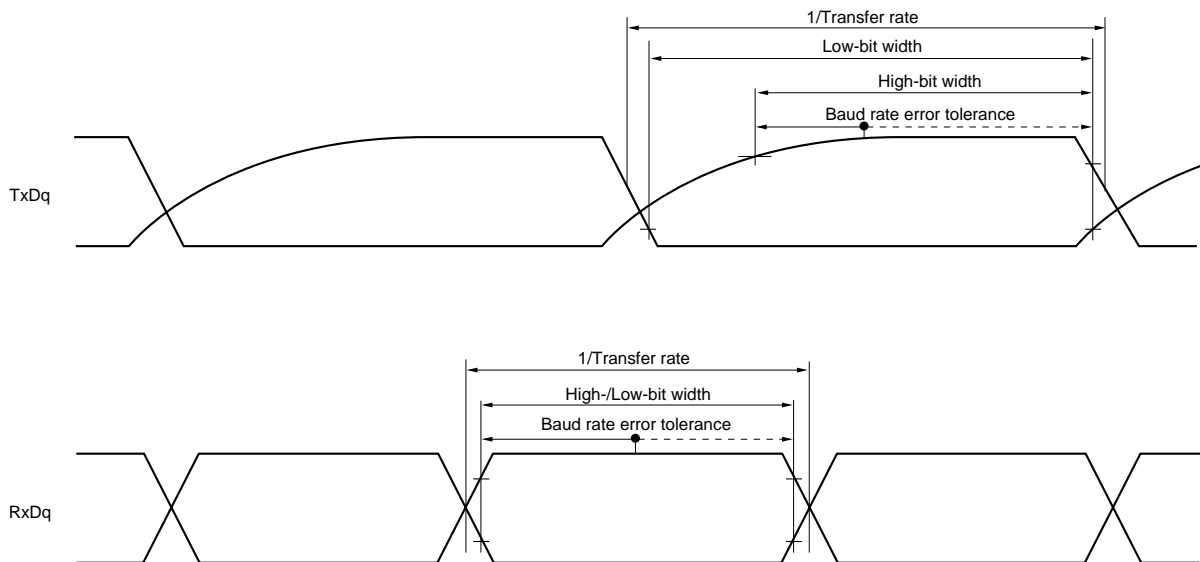 1/Transfer rate
Low-bit width
High-bit width
Baud rate error tolerance
TxDq
1/Transfer rate
High-/Low-bit width
Baud rate error tolerance
RxDq